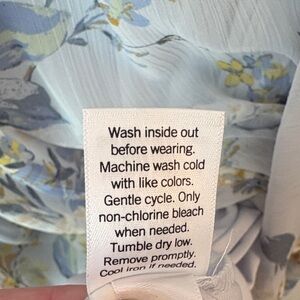 Wash inside out
before wearing.
Machine wash cold
with like colors.
Gentle cycle. Only
non-chlorine bleach
when needed.
Tumble dry low.
Remove promptly.
Cool iron if needed.